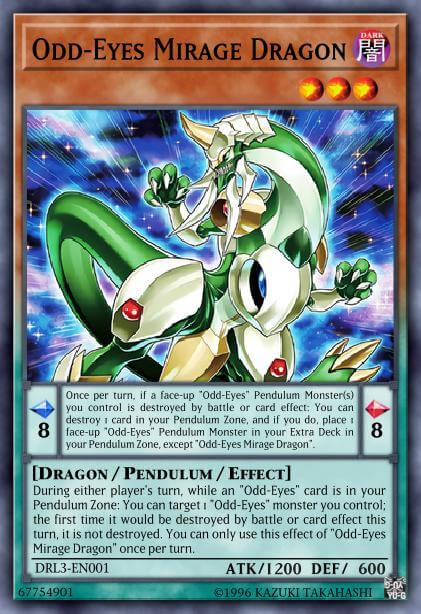 ODD-EYES MIRAGE DRAGON
DARK
闇
Once per turn, if a face-up "Odd-Eyes" Pendulum Monster(s)
you control is destroyed by battle or card effect: You can
destroy 1 card in your Pendulum Zone, and if you do, place 1
face-up "Odd-Eyes" Pendulum Monster in your Extra Deck in
your Pendulum Zone, except "Odd-Eyes Mirage Dragon".
8
8
[DRAGON / PENDULUM / EFFECT]
During either player's turn, while an "Odd-Eyes" card is in your
Pendulum Zone: You can target 1 "Odd-Eyes" monster you control;
the first time it would be destroyed by battle or card effect this
turn, it is not destroyed. You can only use this effect of "Odd-Eyes
Mirage Dragon" once per turn.
DRL3-EN001
ATK/1200 DEF/ 600
67754901
©1996 KAZUKI TAKAHASHI